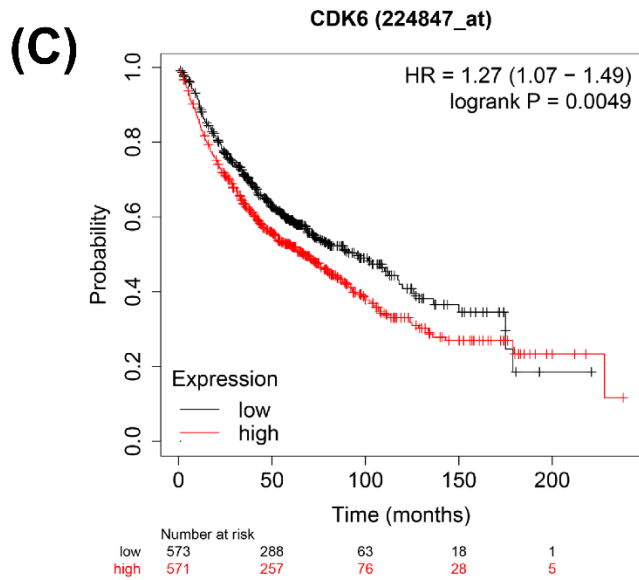 (C)
CDK6 (224847_at)
HR = 1.27 (1.07 − 1.49)
logrank P = 0.0049
1.0
0.8
0.6
0.4
0.2
0.0
Probability
Expression
low
high
0 50 100 150 200
Time (months)
Number at risk
low 573 288 63 18 1
high 571 257 76 28 5